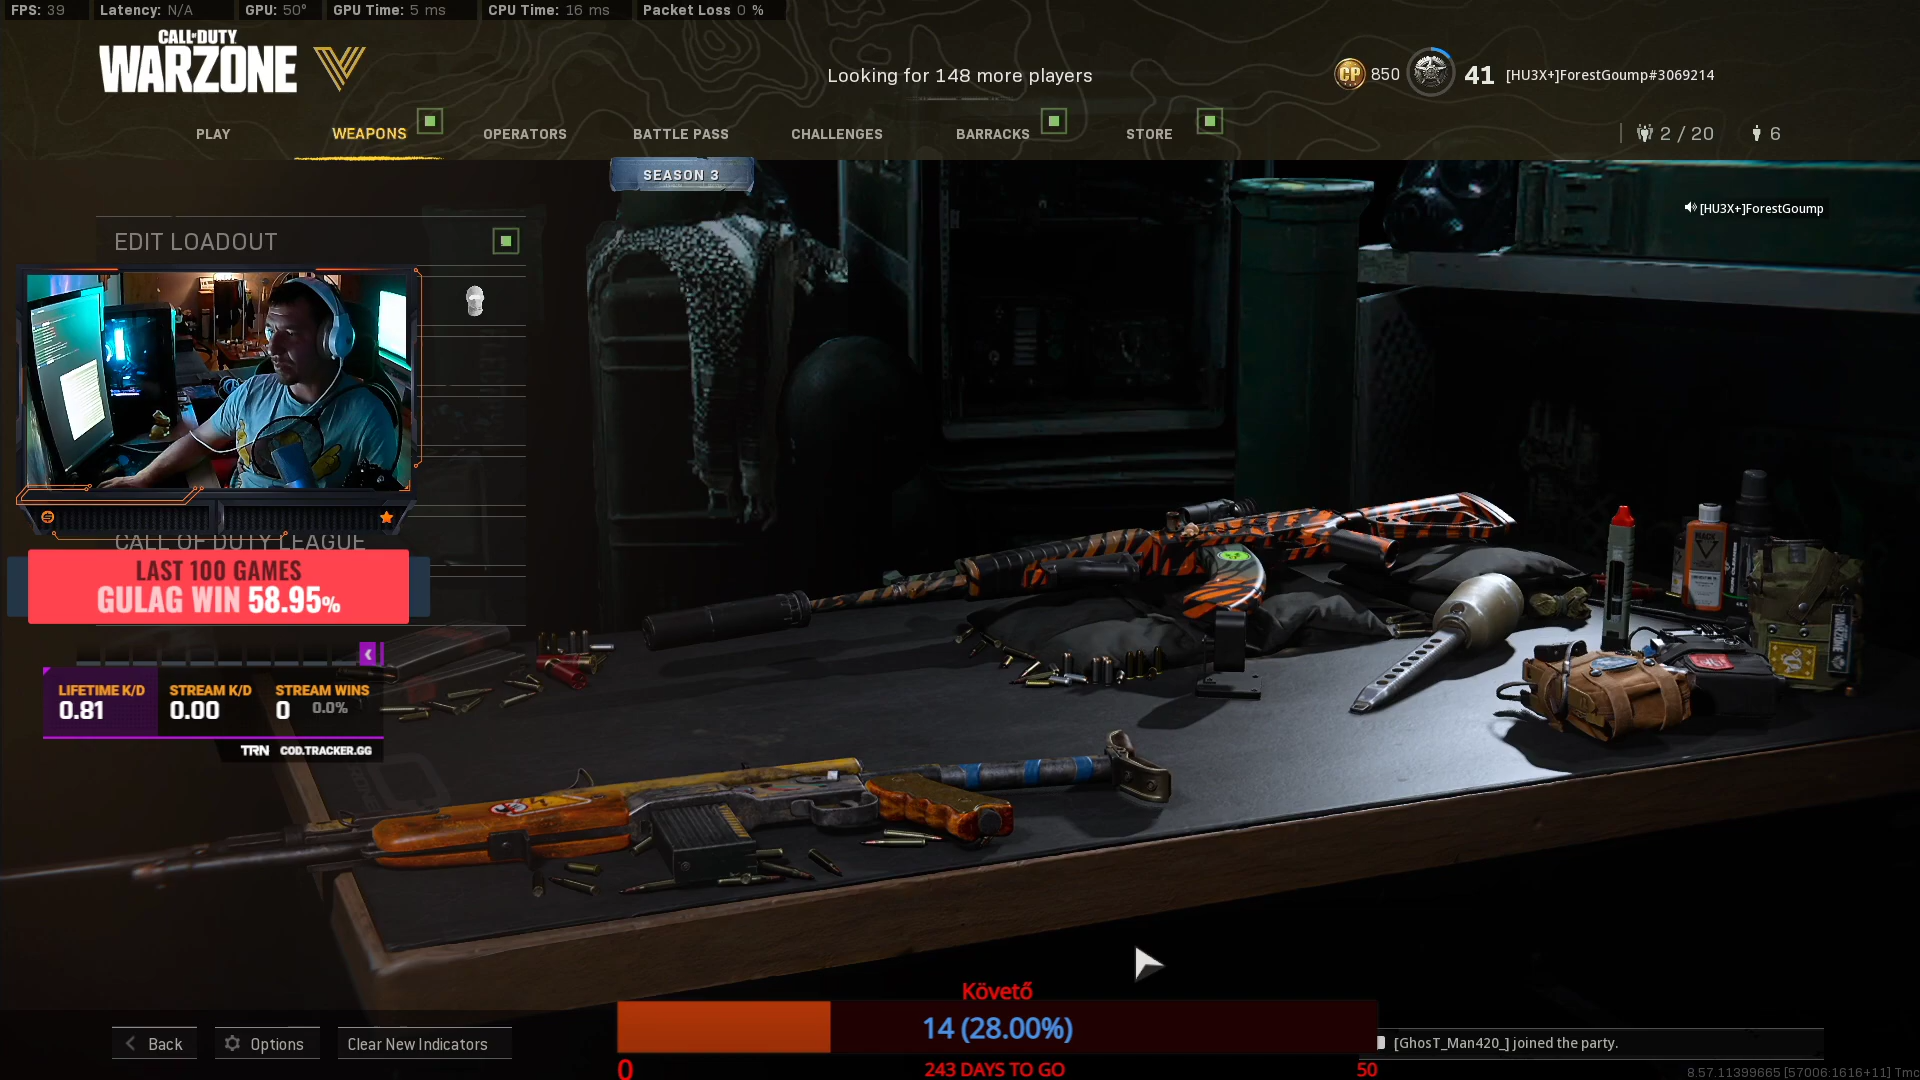 FPS: 39
Latency: N/A
GPU: 50°
GPU Time: 5 ms
CPU Time: 16 ms
Packet Loss 0 %
CALL OF DUTY
WARZONE
Looking for 148 more players
CP 850
41
[HU3X+]ForestGoump#3069214
PLAY
WEAPONS
OPERATORS
BATTLE PASS
CHALLENGES
BARRACKS
STORE
2 / 20
6
SEASON 3
[HU3X+]ForestGoump
EDIT LOADOUT
CALL OF DUTY LEAGUE
LAST 100 GAMES
GULAG WIN 58.95%
LIFETIME K/D
0.81
STREAM K/D
0.00
STREAM WINS
0 0.0%
TRN COD.TRACKER.GG
WARZONE
Követő
14 (28.00%)
0
243 DAYS TO GO
50
Back
Options
Clear New Indicators
[GhosT_Man420_] joined the party.
8.57.11399665 [57006:1616+11] Tmc